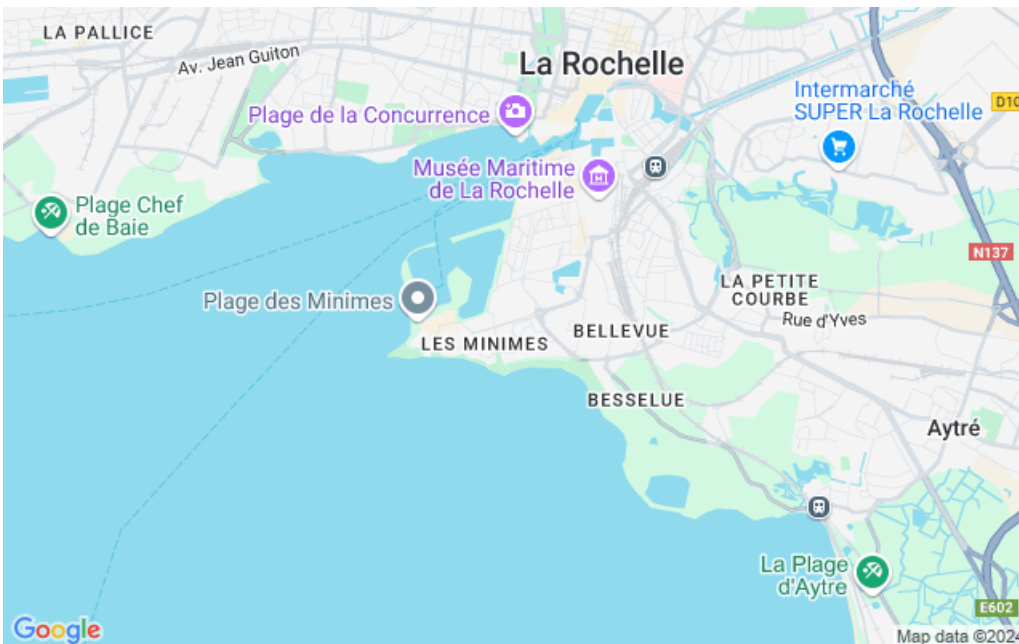 LA PALLICE
Av. Jean Guiton
La Rochelle
Plage de la Concurrence
Intermarché
SUPER La Rochelle
Musée Maritime
de La Rochelle
Plage Chef
de Baie
N137
LA PETITE
COURBE
Plage des Minimes
Rue d'Yves
BELLEVUE
LES MINIMES
BESSELUE
Aytré
La Plage
d'Aytre
E602
Google
Map data